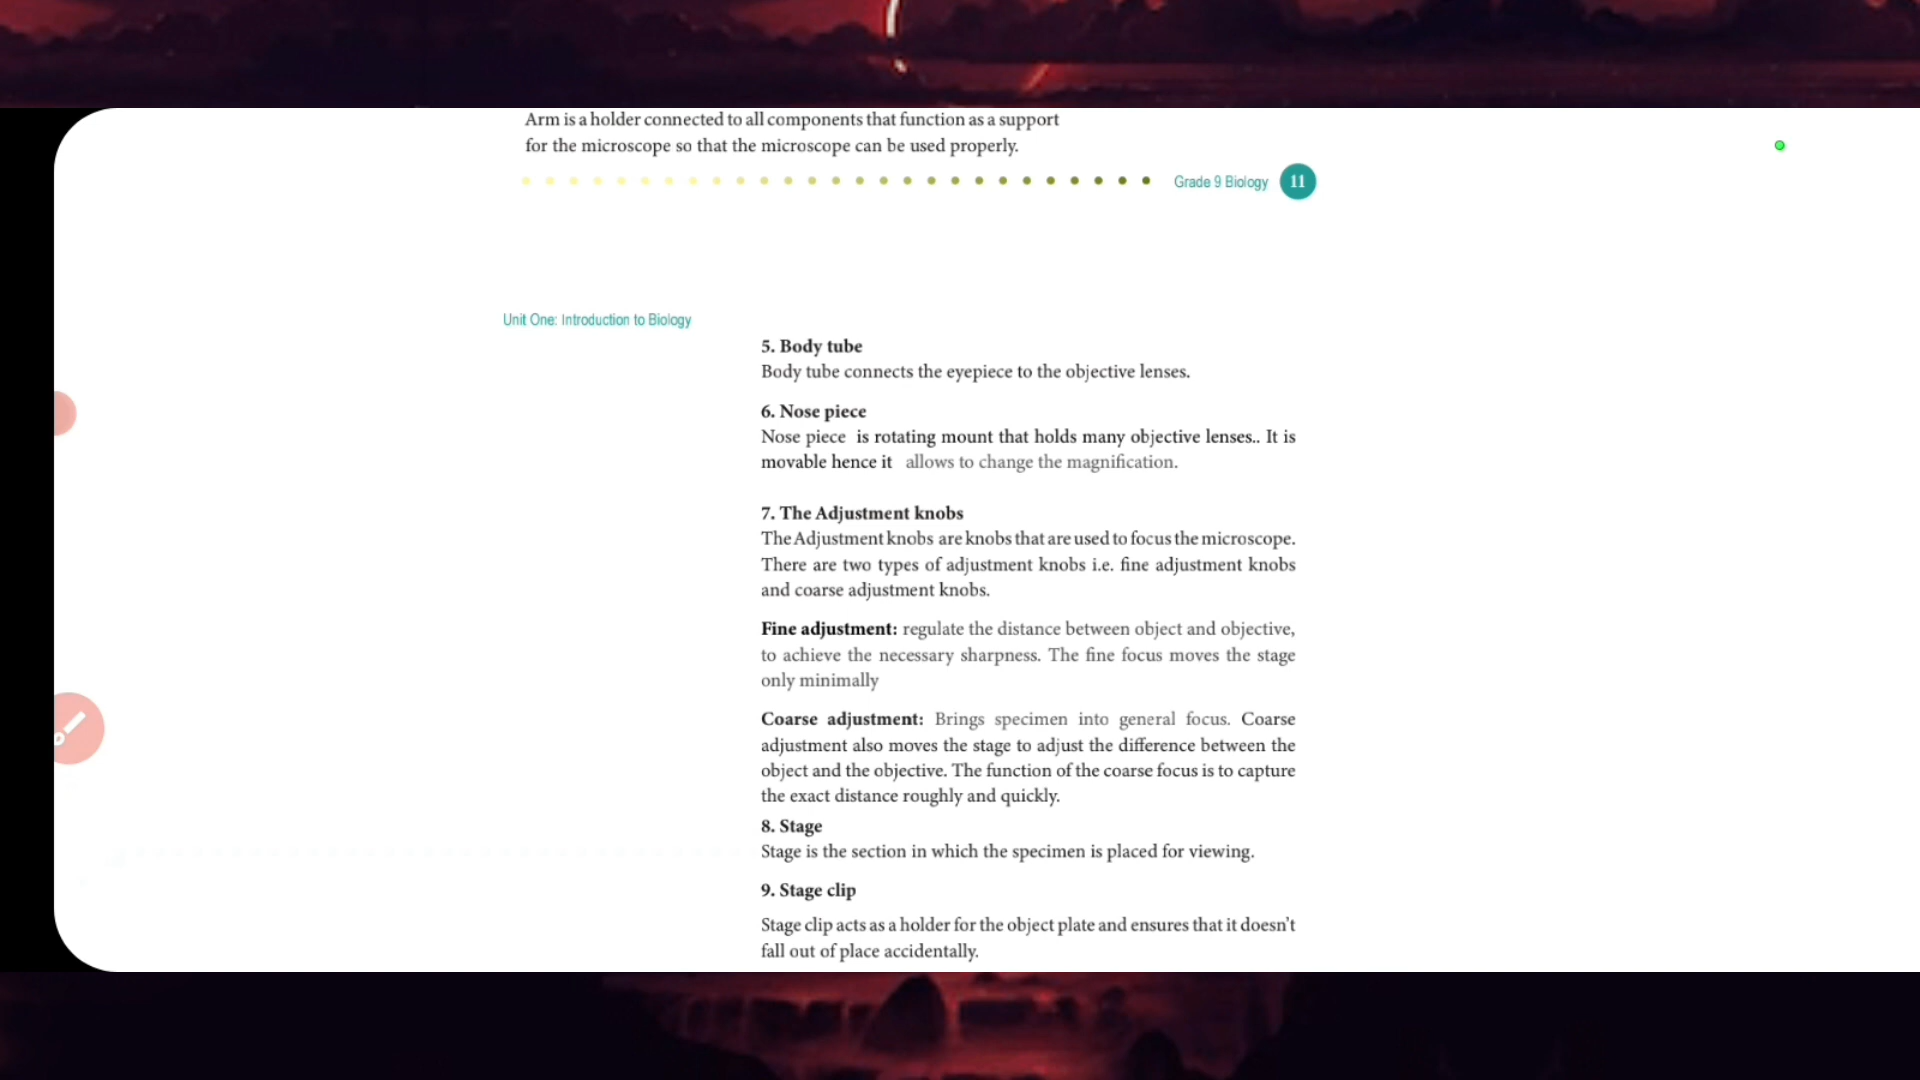 Arm is a holder connected to all components that function as a support
for the microscope so that the microscope can be used properly.
Grade 9 Biology 11
Unit One: Introduction to Biology
5. Body tube
Body tube connects the eyepiece to the objective lenses.
6. Nose piece
Nose piece is rotating mount that holds many objective lenses.. It is
movable hence it allows to change the magnification.
7. The Adjustment knobs
The Adjustment knobs are knobs that are used to focus the microscope.
There are two types of adjustment knobs i.e. fine adjustment knobs
and coarse adjustment knobs.
Fine adjustment: regulate the distance between object and objective,
to achieve the necessary sharpness. The fine focus moves the stage
only minimally
Coarse adjustment: Brings specimen into general focus. Coarse
adjustment also moves the stage to adjust the difference between the
object and the objective. The function of the coarse focus is to capture
the exact distance roughly and quickly.
8. Stage
Stage is the section in which the specimen is placed for viewing.
9. Stage clip
Stage clip acts as a holder for the object plate and ensures that it doesn't
fall out of place accidentally.